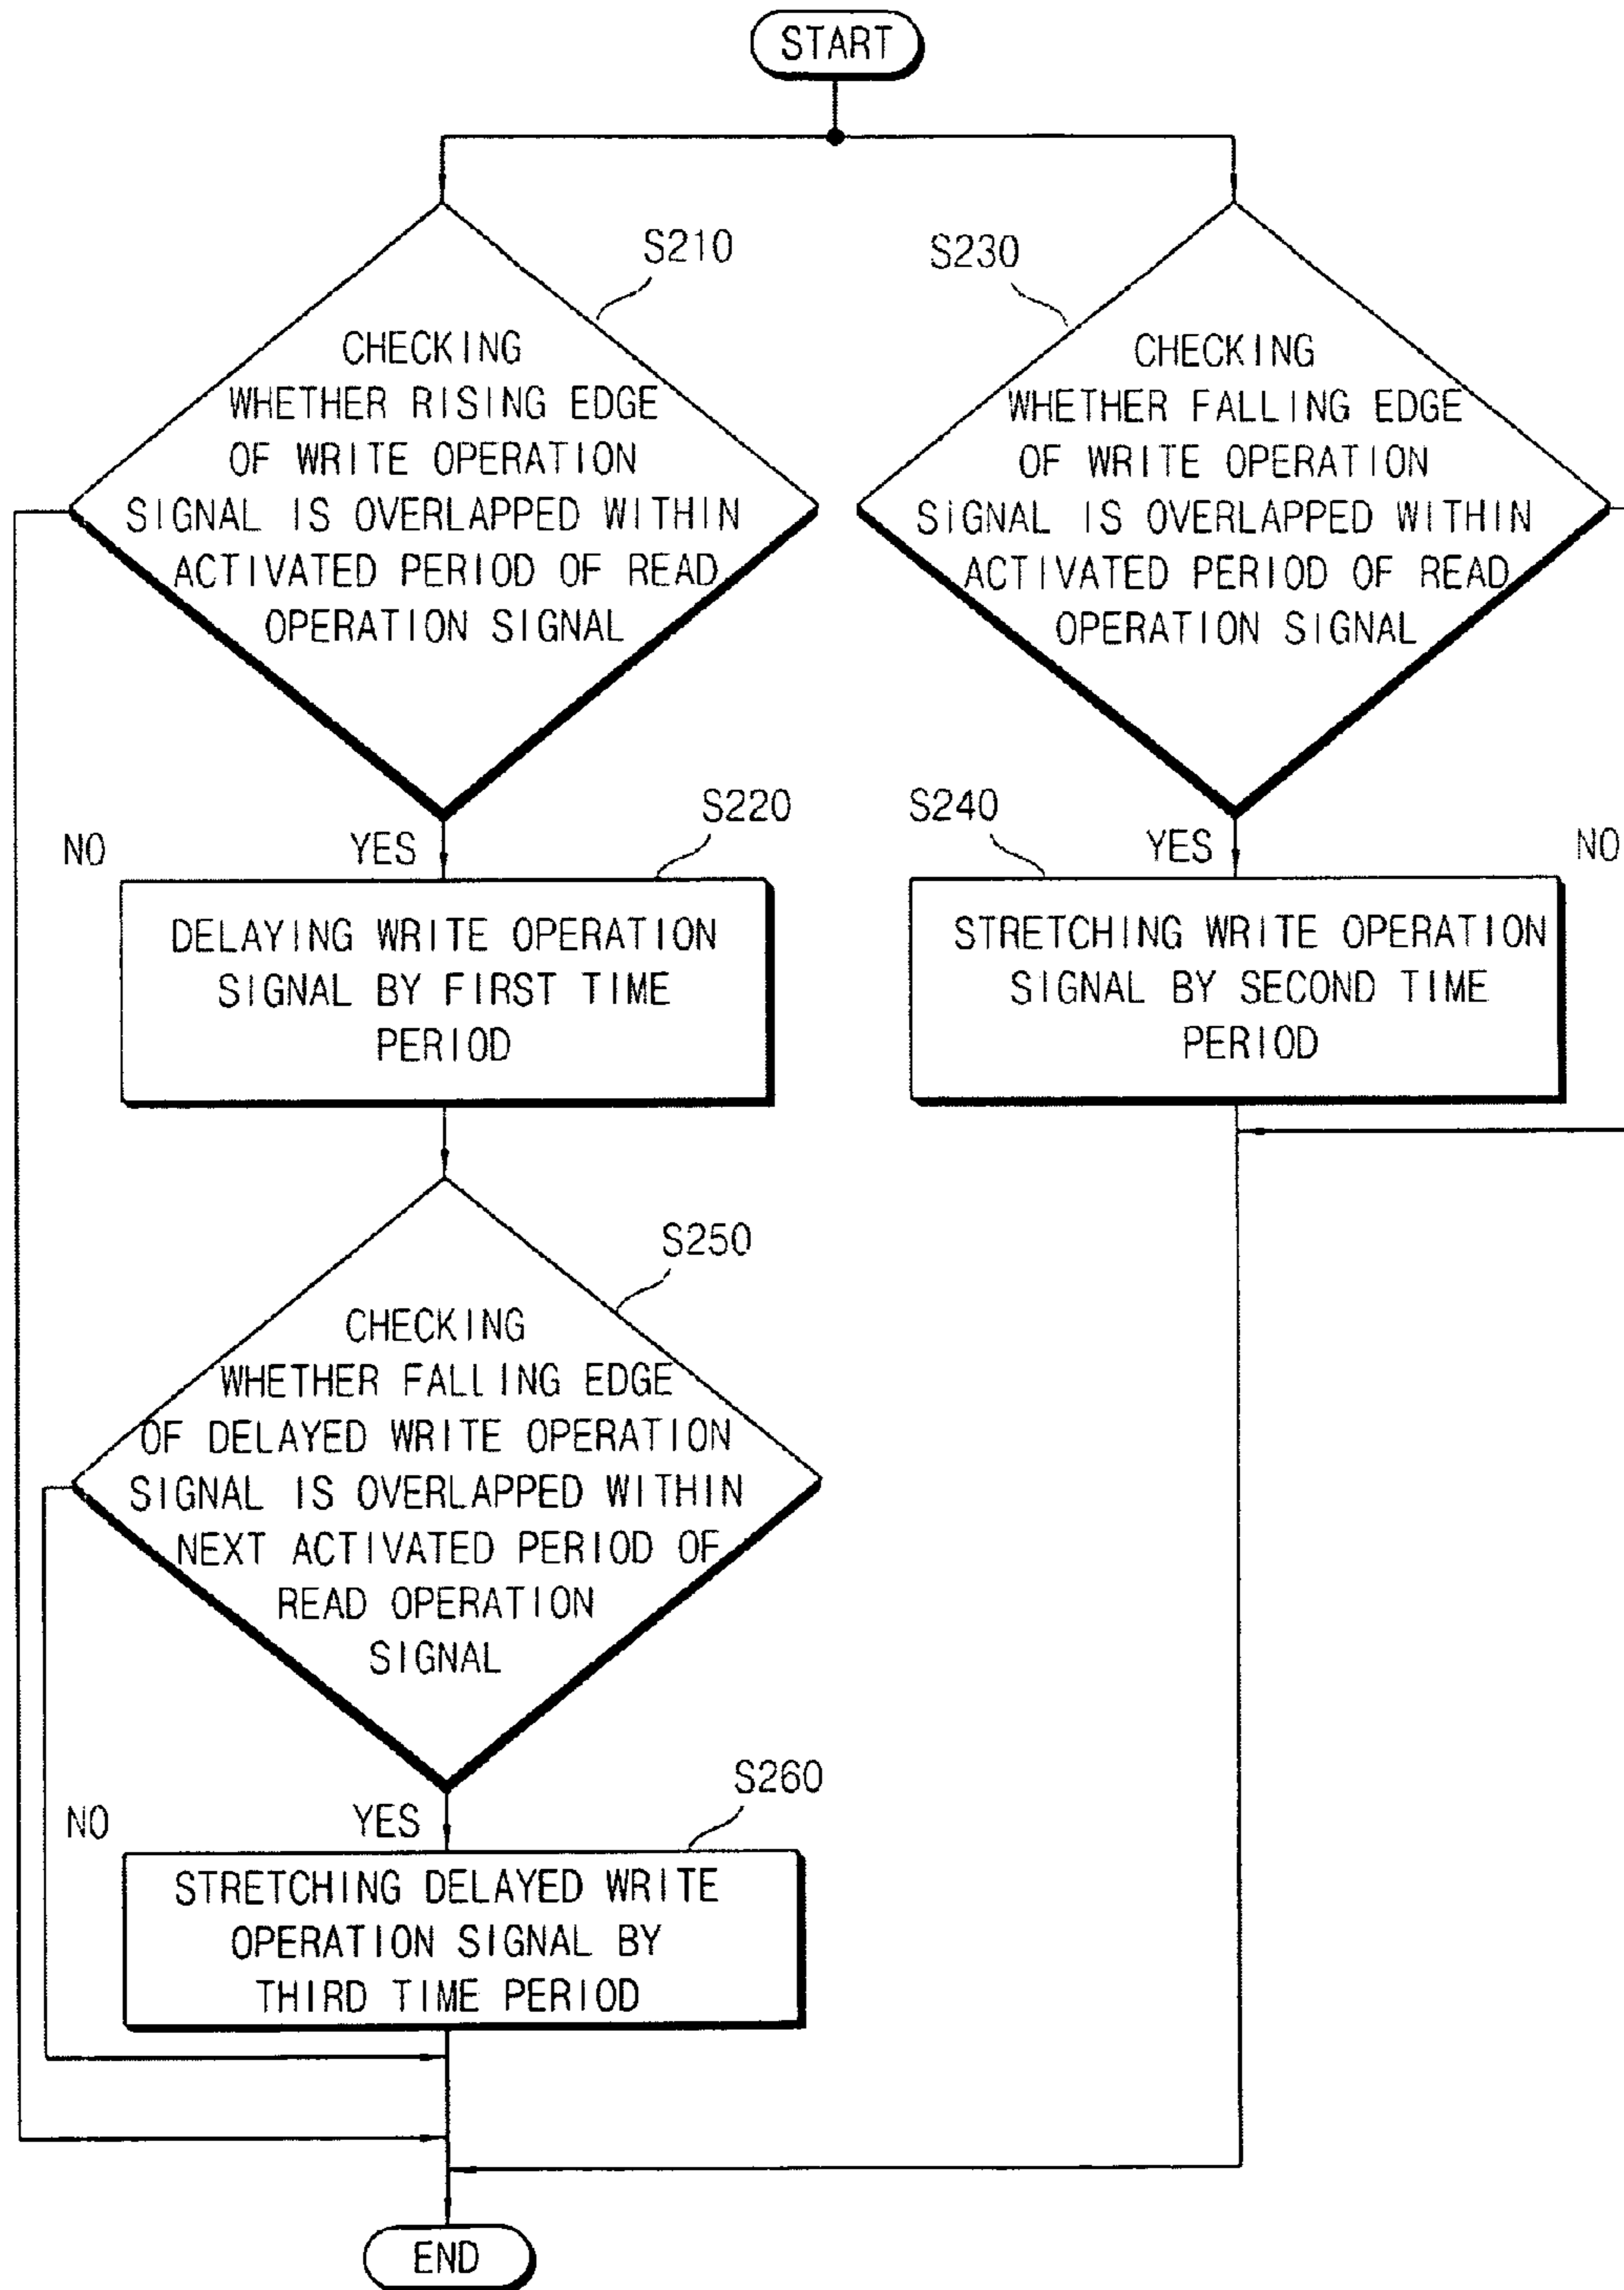 START
S210
CHECKING
WHETHER RISING EDGE
OF WRITE OPERATION
SIGNAL IS OVERLAPPED WITHIN
ACTIVATED PERIOD OF READ
OPERATION SIGNAL
S230
CHECKING
WHETHER FALLING EDGE
OF WRITE OPERATION
SIGNAL IS OVERLAPPED WITHIN
ACTIVATED PERIOD OF READ
OPERATION SIGNAL
NO
YES
S220
DELAYING WRITE OPERATION
SIGNAL BY FIRST TIME
PERIOD
S240
YES
NO
STRETCHING WRITE OPERATION
SIGNAL BY SECOND TIME
PERIOD
S250
CHECKING
WHETHER FALLING EDGE
OF DELAYED WRITE OPERATION
SIGNAL IS OVERLAPPED WITHIN
NEXT ACTIVATED PERIOD OF
READ OPERATION
SIGNAL
NO
YES
S260
STRETCHING DELAYED WRITE
OPERATION SIGNAL BY
THIRD TIME PERIOD
END